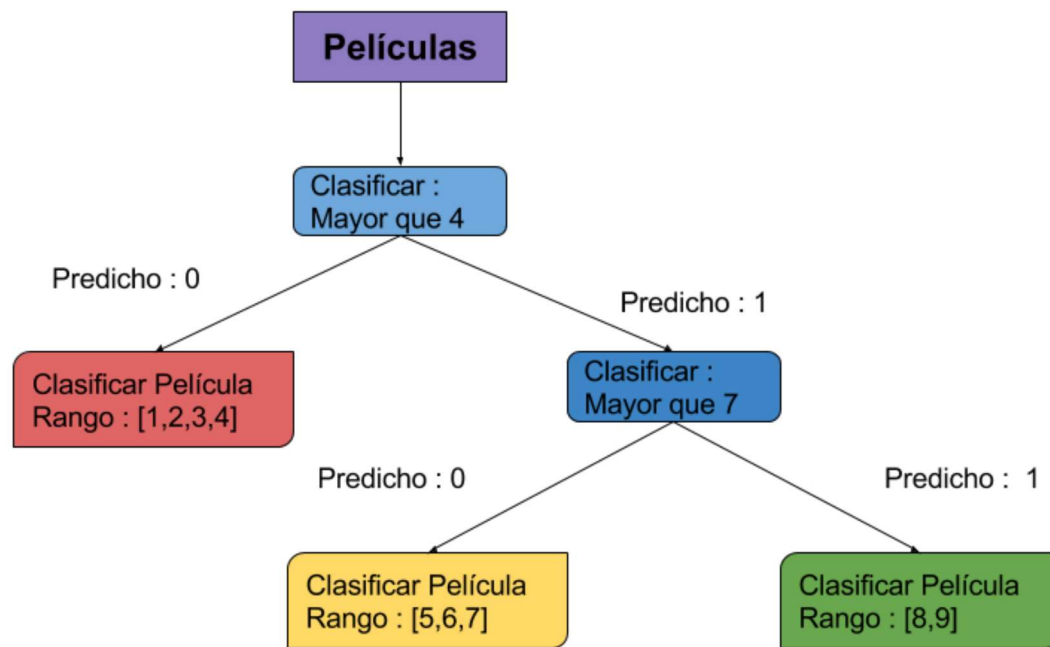 Películas
Clasificar :
Mayor que 4
Predicho : 0
Predicho : 1
Clasificar Película
Rango : [1,2,3,4]
Clasificar :
Mayor que 7
Predicho : 0
Predicho :  1
Clasificar Película
Rango : [5,6,7]
Clasificar Película
Rango : [8,9]